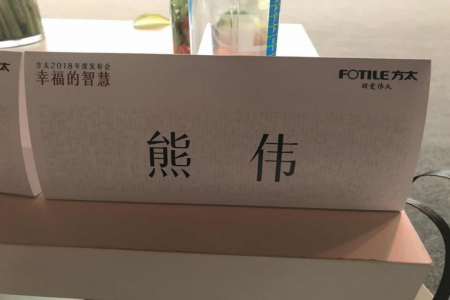 太
方太2018年度发布会
幸福的智慧
FOTILE方太
因爱伟大
熊 伟